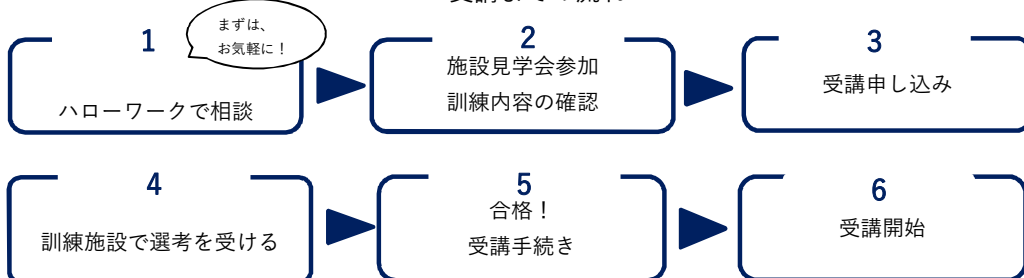 1
まずは、
お気軽に！
ハローワークで相談
2
施設見学会参加
訓練内容の確認
3
受講申し込み
4
訓練施設で選考を受ける
5
合格！
受講手続き
6
受講開始